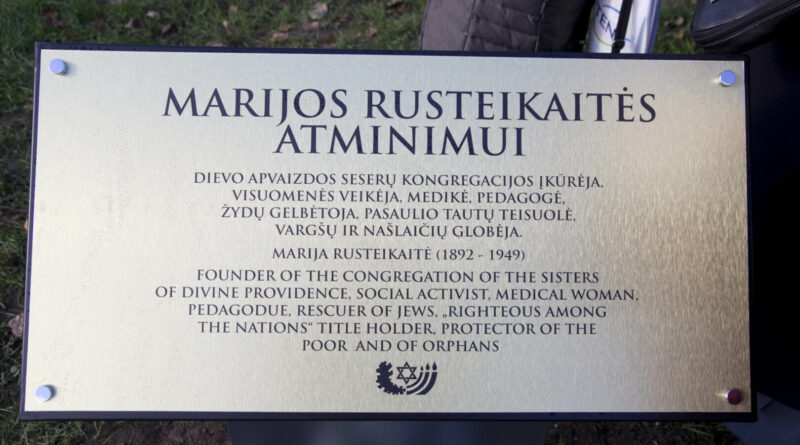 MARIJOS RUSTEIKAITĖS
ATMINIMUI
DIEVO APVAIZDOS SESERŲ KONGREGACIJOS ĮKŪRĖJA,
VISUOMENĖS VEIKĖJA, MEDIKĖ, PEDAGOGĖ,
ŽYDŲ GELBĖTOJA, PASAULIO TAUTŲ TEISUOLĖ,
VARGŠŲ IR NAŠLAIČIŲ GLOBĖJA.
MARIJA RUSTEIKAITĖ (1892 - 1949)
FOUNDER OF THE CONGREGATION OF THE SISTERS
OF DIVINE PROVIDENCE, SOCIAL ACTIVIST, MEDICAL WOMAN,
PEDAGODUE, RESCUER OF JEWS, „RIGHTEOUS AMONG
THE NATIONS“ TITLE HOLDER, PROTECTOR OF THE
POOR AND OF ORPHANS